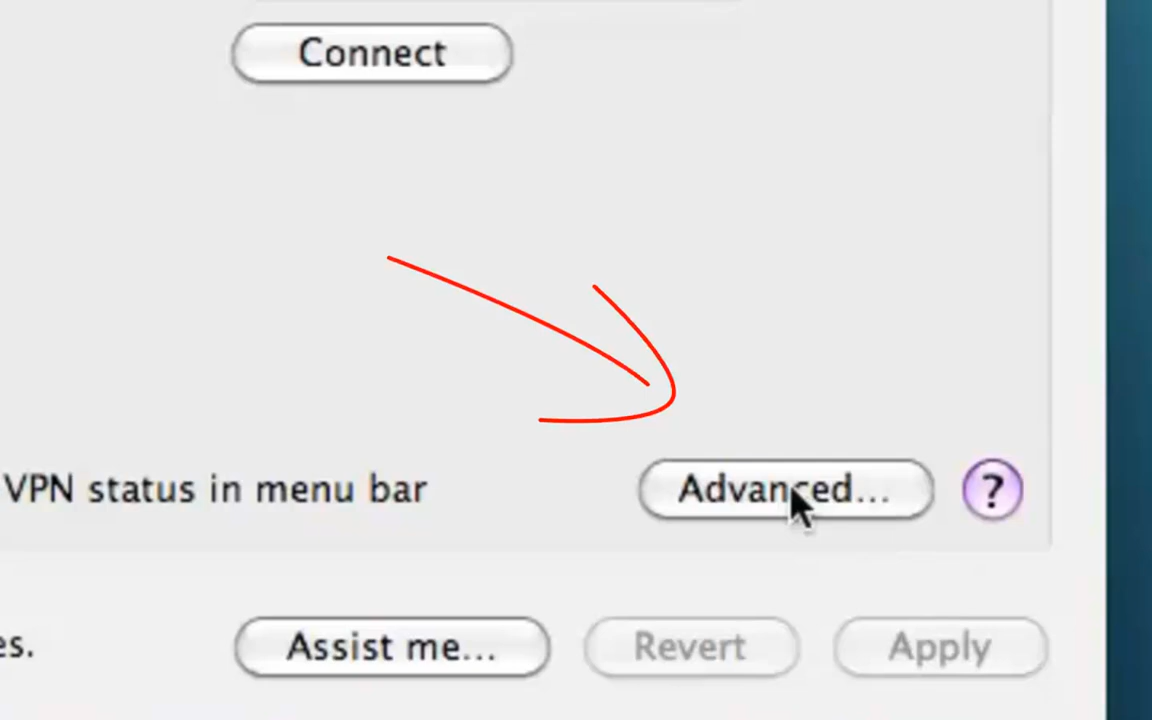 Connect
VPN status in menu bar Advanced... ?
es. Assist me... Revert Apply